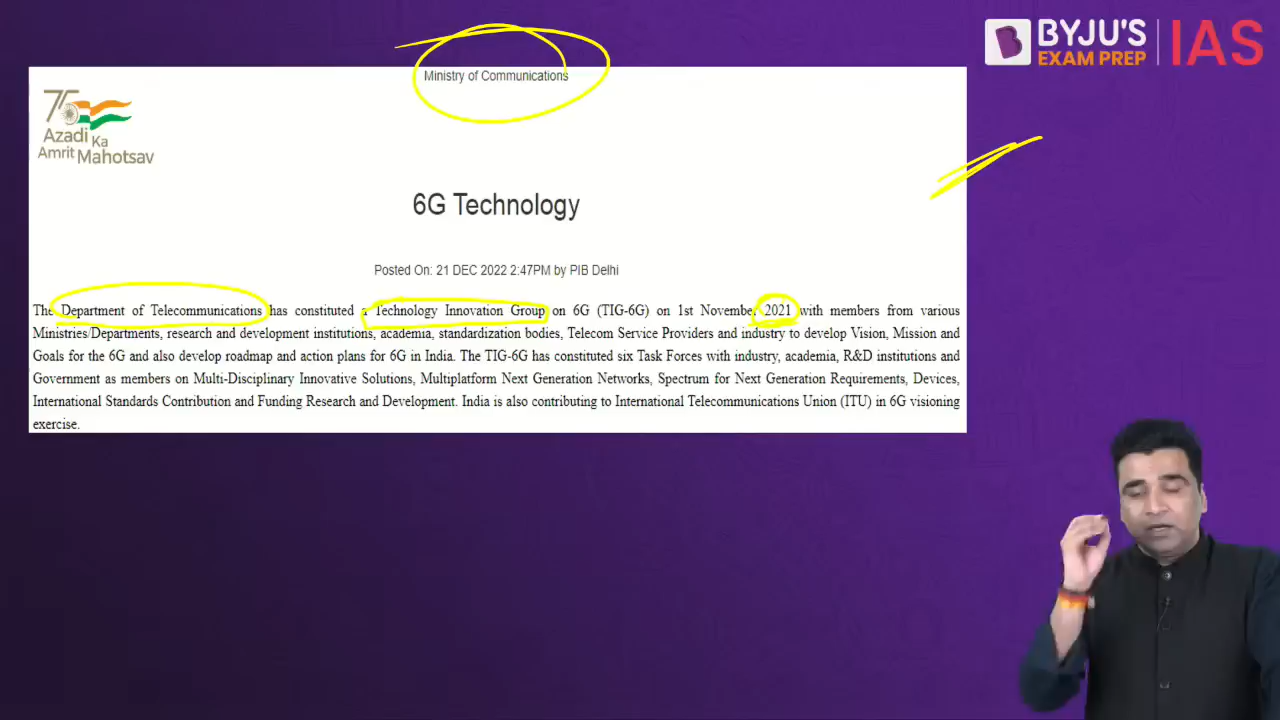 BYJU'S
EXAM PREP
IAS
Ministry of Communications
75
Azadi Ka
Amrit Mahotsav
6G Technology
Posted On: 21 DEC 2022 2:47PM by PIB Delhi
The Department of Telecommunications has constituted a Technology Innovation Group on 6G (TIG-6G) on 1st November 2021 with members from various
Ministries/Departments, research and development institutions, academia, standardization bodies, Telecom Service Providers and industry to develop Vision, Mission and
Goals for the 6G and also develop roadmap and action plans for 6G in India. The TIG-6G has constituted six Task Forces with industry, academia, R&D institutions and
Government as members on Multi-Disciplinary Innovative Solutions, Multiplatform Next Generation Networks, Spectrum for Next Generation Requirements, Devices,
International Standards Contribution and Funding Research and Development. India is also contributing to International Telecommunications Union (ITU) in 6G visioning
exercise.